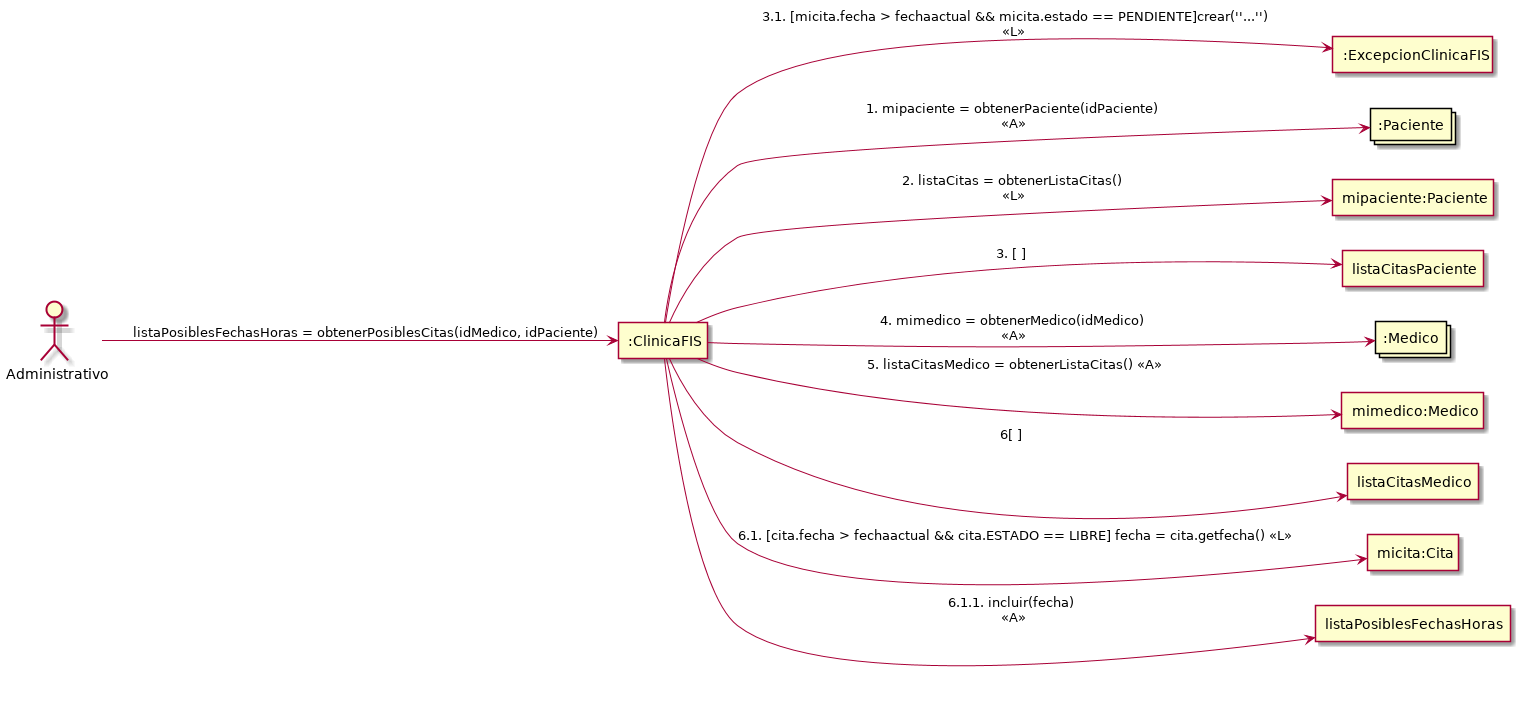 3.1. [micita.fecha > fechaactual && micita.estado == PENDIENTE]crear(''...'')
«L»
:ExcepcionClinicaFIS
1. mipaciente = obtenerPaciente(idPaciente)
«A»
:Paciente
2. listaCitas = obtenerListaCitas()
«L»
mipaciente:Paciente
3. [ ]
listaCitasPaciente
4. mimedico = obtenerMedico(idMedico)
«A»
:Medico
listaPosiblesFechasHoras = obtenerPosiblesCitas(idMedico, idPaciente)
:ClinicaFIS
Administrativo
5. listaCitasMedico = obtenerListaCitas() «A»
mimedico:Medico
6[ ]
listaCitasMedico
6.1. [cita.fecha > fechaactual && cita.ESTADO == LIBRE] fecha = cita.getfecha() «L»
micita:Cita
6.1.1. incluir(fecha)
«A»
listaPosiblesFechasHoras